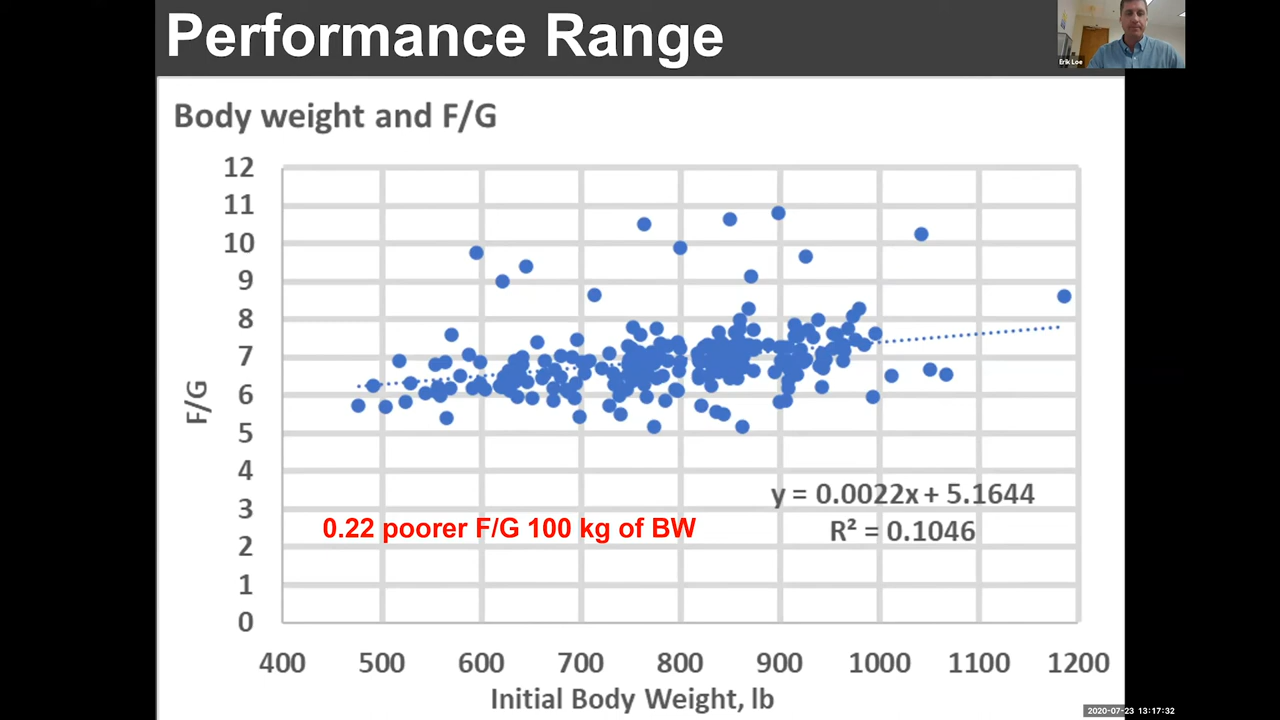 Performance Range
Erik Loe
Body weight and F/G
12
11
10
9
8
7
6
5
4
3
2
1
0
F/G
y = 0.0022x + 5.1644
R² = 0.1046
0.22 poorer F/G 100 kg of BW
400 500 600 700 800 900 1000 1100 1200
Initial Body Weight, lb
2020-07-23 13:17:32